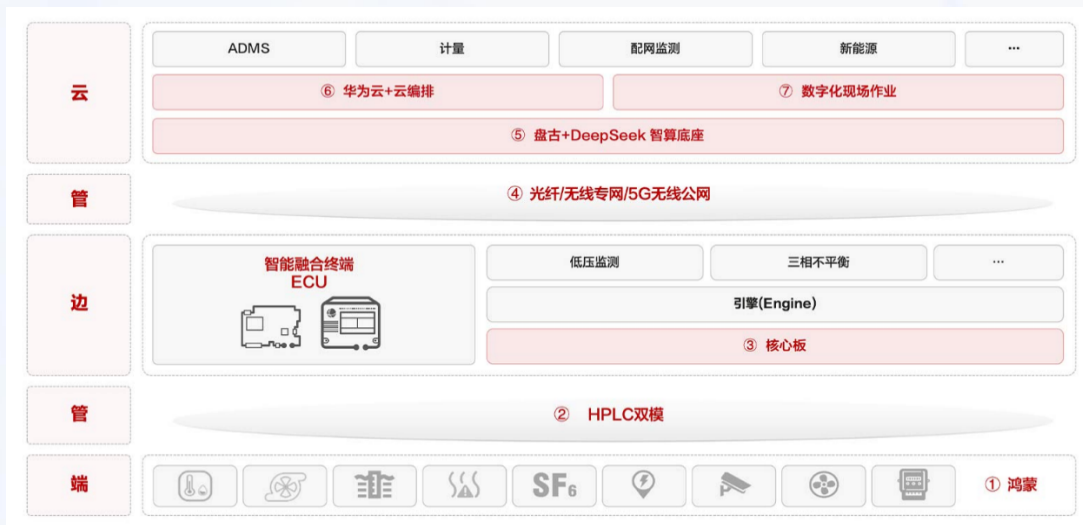 云
ADMS
计量
配网监测
新能源
...
⑥ 华为云+云编排
⑦ 数字化现场作业
⑤ 盘古+DeepSeek 智算底座
管
④ 光纤/无线专网/5G无线公网
边
智能融合终端
ECU
低压监测
三相不平衡
...
引擎(Engine)
③ 核心板
管
② HPLC双模
端
SF₆
① 鸿蒙